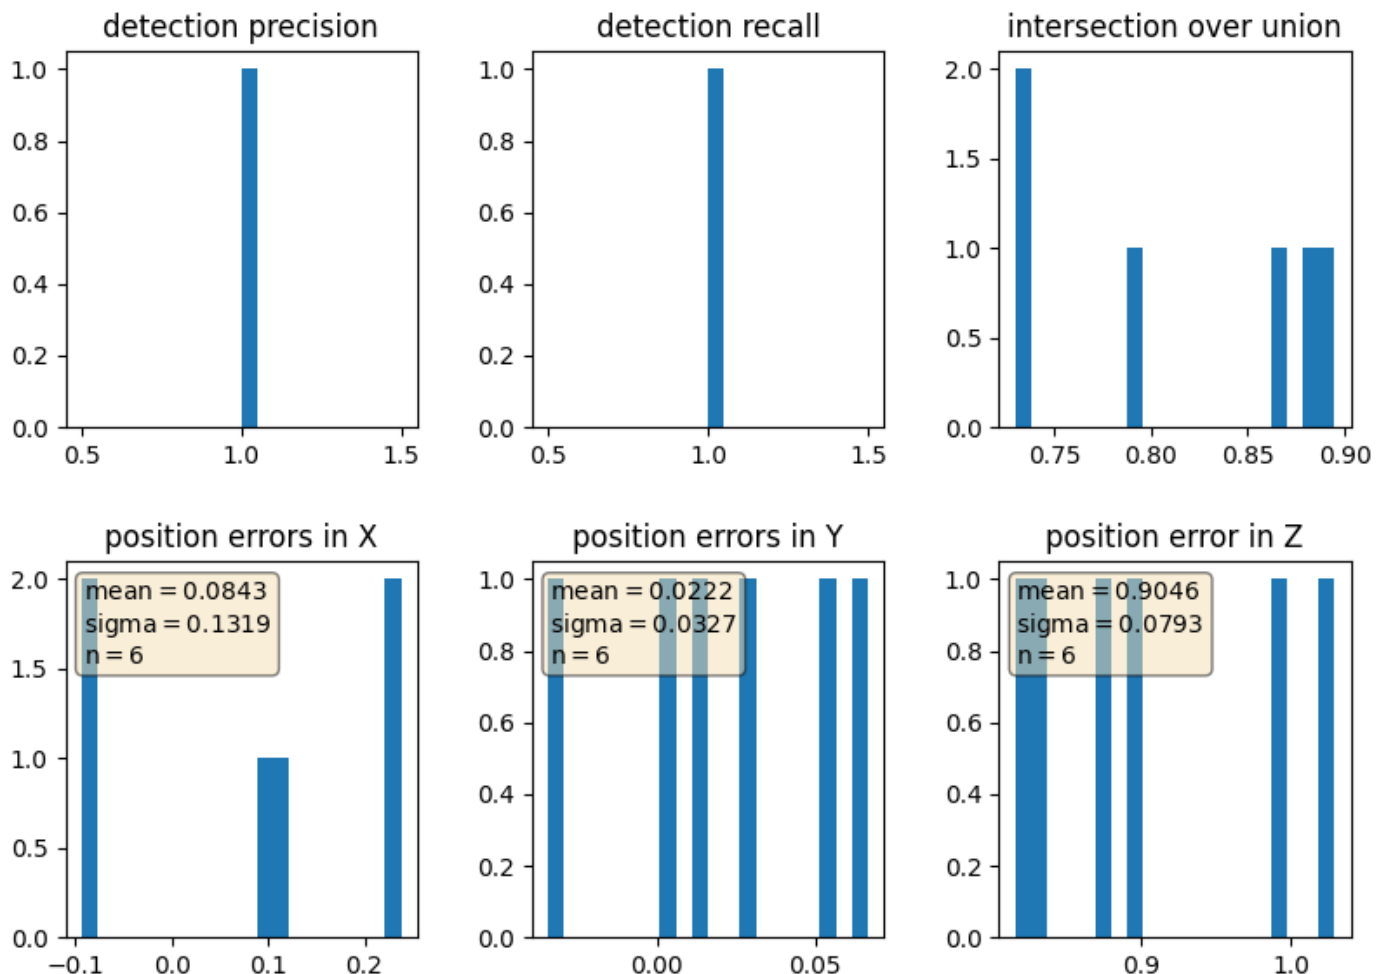 detection precision
1.0
0.8
0.6
0.4
0.2
0.0
0.5 1.0 1.5
detection recall
1.0
0.8
0.6
0.4
0.2
0.0
0.5 1.0 1.5
intersection over union
2.0
1.5
1.0
0.5
0.0
0.75 0.80 0.85 0.90
position errors in X
2.0
1.5
1.0
0.5
0.0
mean = 0.0843
sigma = 0.1319
n = 6
−0.1 0.0 0.1 0.2
position errors in Y
1.0
0.8
0.6
0.4
0.2
0.0
mean = 0.0222
sigma = 0.0327
n = 6
0.00 0.05
position error in Z
1.0
0.8
0.6
0.4
0.2
0.0
mean = 0.9046
sigma = 0.0793
n = 6
0.9 1.0